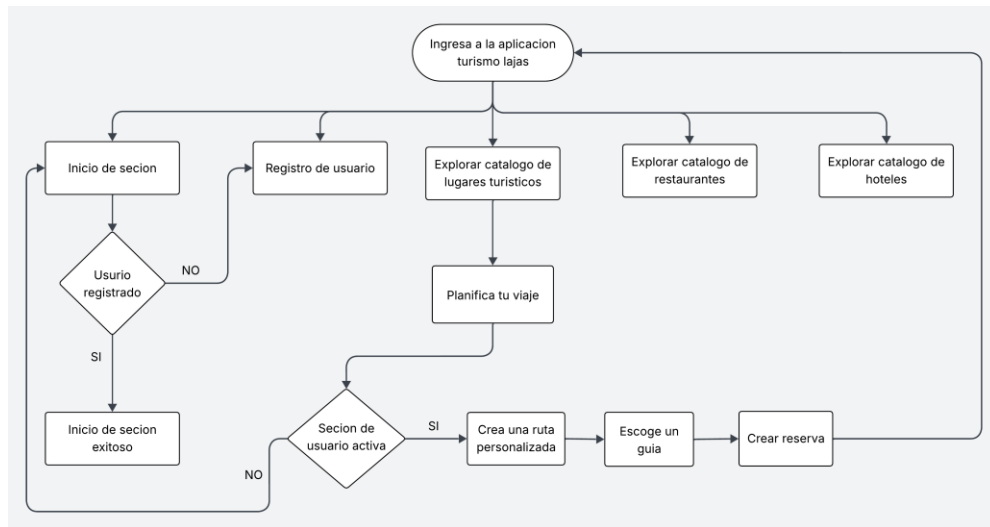 Ingresa a la aplicacion
turismo lajas
Inicio de secion
Registro de usuario
Explorar catalogo de
lugares turisticos
Explorar catalogo de
restaurantes
Explorar catalogo de
hoteles
Usurio
registrado
NO
Planifica tu viaje
SI
Inicio de secion
exitoso
Secion de
usuario activa
SI
Crea una ruta
personalizada
Escoge un
guia
Crear reserva
NO